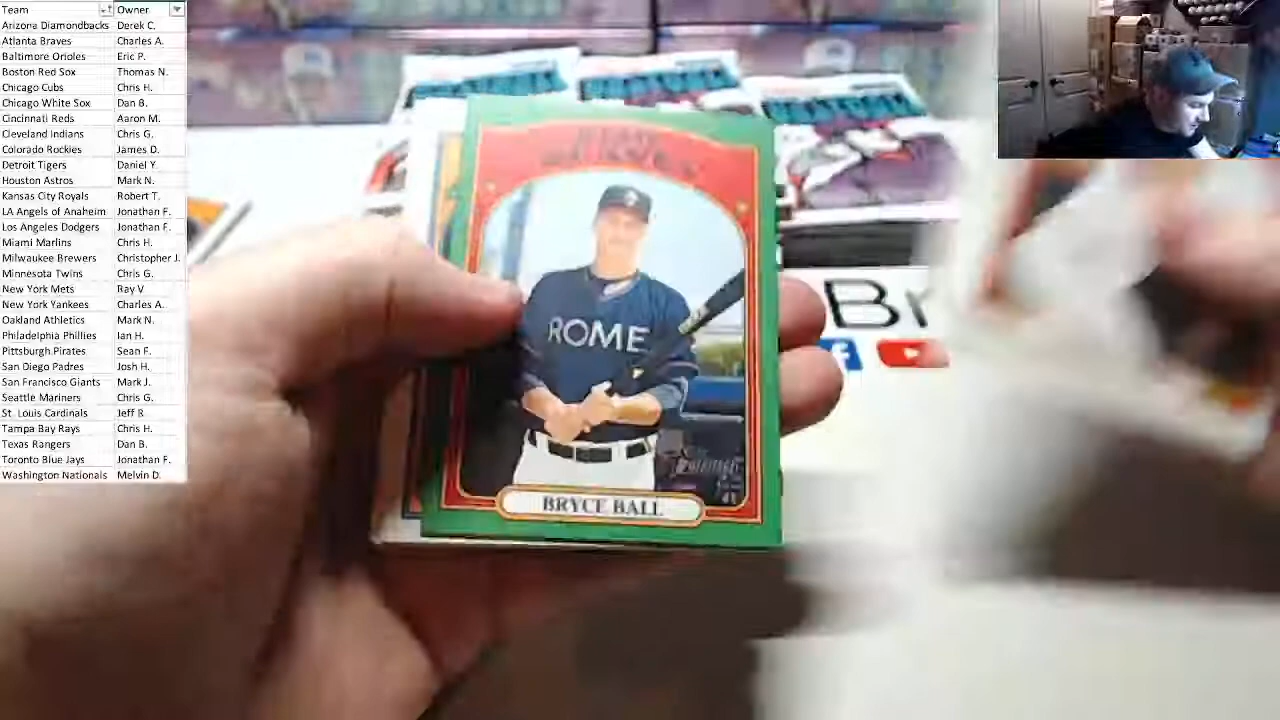 Team Owner
Arizona Diamondbacks Derek C.
Atlanta Braves Charles A.
Baltimore Orioles Eric P.
Boston Red Sox Thomas N.
Chicago Cubs Chris H.
Chicago White Sox Dan B.
Cincinnati Reds Aaron M.
Cleveland Indians Chris G.
Colorado Rockies James D.
Detroit Tigers Daniel Y.
Houston Astros Mark N.
Kansas City Royals Robert T.
LA Angels of Anaheim Jonathan F.
Los Angeles Dodgers Jonathan F.
Miami Marlins Chris H.
Milwaukee Brewers Christopher J.
Minnesota Twins Chris G.
New York Mets Ray F.
New York Yankees Charles A.
Oakland Athletics Mark N.
Philadelphia Phillies Ian H.
Pittsburgh Pirates Sean F.
San Diego Padres Josh H.
San Francisco Giants Mark J.
Seattle Mariners Chris G.
St. Louis Cardinals Jeff R.
Tampa Bay Rays Chris H.
Texas Rangers Dan B.
Toronto Blue Jays Jonathan F.
Washington Nationals Melvin D.
ROME
BRYCE BALL
Br